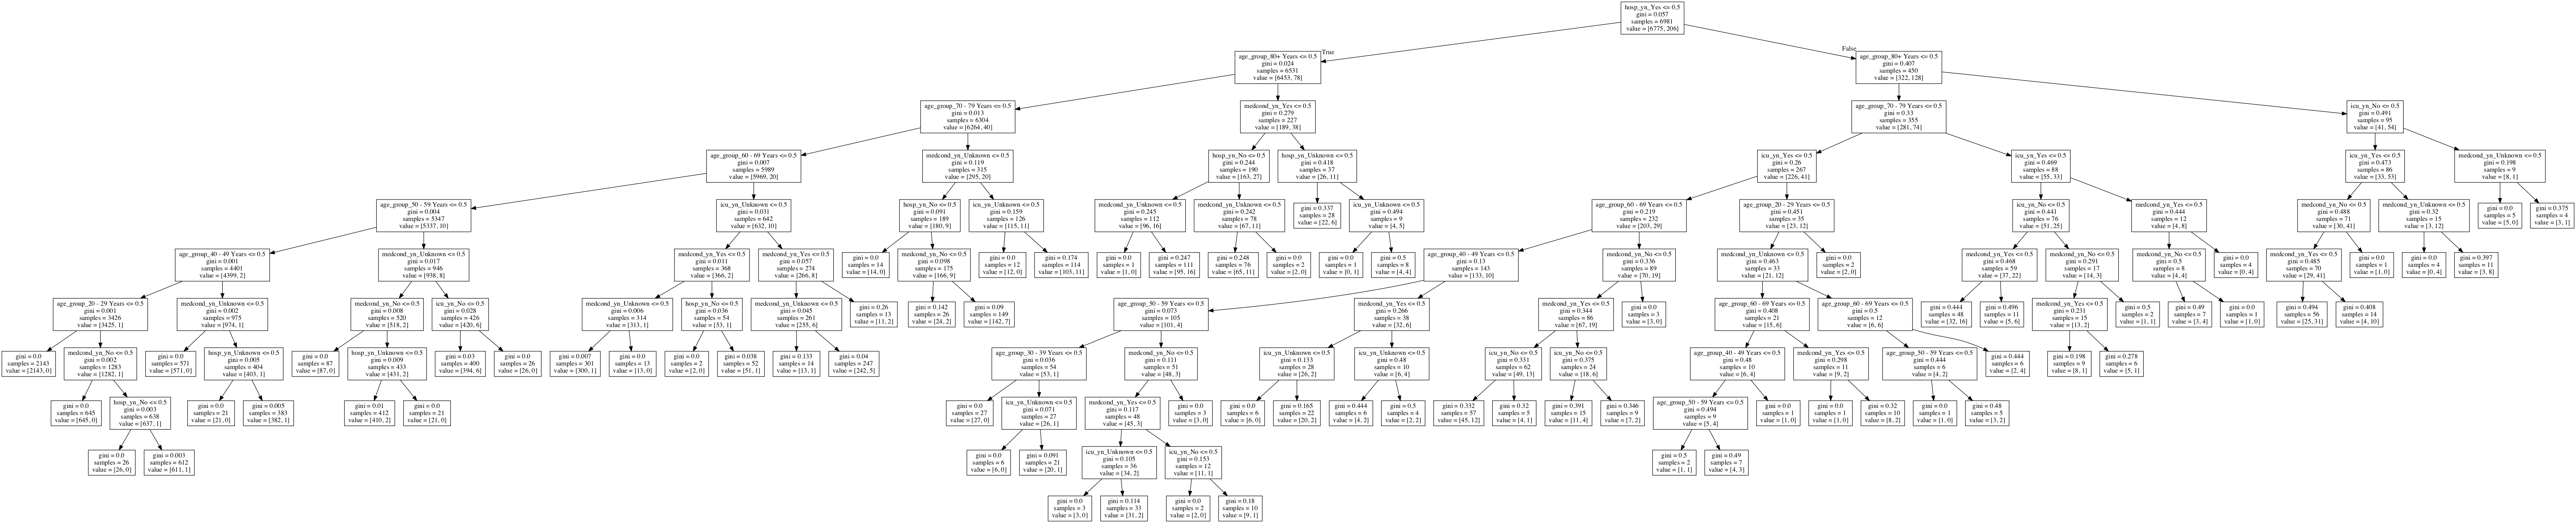 hosp_yn_Yes <= 0.5
gini = 0.057
samples = 6981
value = [6775, 206]
True
False
age_group_80+ Years <= 0.5
gini = 0.024
samples = 6531
value = [6453, 78]
age_group_80+ Years <= 0.5
gini = 0.407
samples = 450
value = [322, 128]
age_group_70 - 79 Years <= 0.5
gini = 0.013
samples = 6304
value = [6264, 40]
medcond_yn_Yes <= 0.5
gini = 0.279
samples = 227
value = [189, 38]
age_group_70 - 79 Years <= 0.5
gini = 0.33
samples = 355
value = [281, 74]
icu_yn_No <= 0.5
gini = 0.491
samples = 95
value = [41, 54]
age_group_60 - 69 Years <= 0.5
gini = 0.007
samples = 5989
value = [5969, 20]
medcond_yn_Unknown <= 0.5
gini = 0.119
samples = 315
value = [295, 20]
hosp_yn_No <= 0.5
gini = 0.244
samples = 190
value = [163, 27]
hosp_yn_Unknown <= 0.5
gini = 0.418
samples = 37
value = [26, 11]
icu_yn_Yes <= 0.5
gini = 0.26
samples = 267
value = [226, 41]
icu_yn_Yes <= 0.5
gini = 0.469
samples = 88
value = [55, 33]
icu_yn_Yes <= 0.5
gini = 0.473
samples = 86
value = [33, 53]
medcond_yn_Unknown <= 0.5
gini = 0.198
samples = 9
value = [8, 1]
age_group_50 - 59 Years <= 0.5
gini = 0.004
samples = 5347
value = [5337, 10]
icu_yn_Unknown <= 0.5
gini = 0.031
samples = 642
value = [632, 10]
hosp_yn_No <= 0.5
gini = 0.091
samples = 189
value = [180, 9]
icu_yn_Unknown <= 0.5
gini = 0.159
samples = 126
value = [115, 11]
medcond_yn_Unknown <= 0.5
gini = 0.245
samples = 112
value = [96, 16]
medcond_yn_Unknown <= 0.5
gini = 0.242
samples = 78
value = [67, 11]
gini = 0.337
samples = 28
value = [22, 6]
icu_yn_Unknown <= 0.5
gini = 0.494
samples = 9
value = [4, 5]
age_group_60 - 69 Years <= 0.5
gini = 0.219
samples = 232
value = [203, 29]
age_group_20 - 29 Years <= 0.5
gini = 0.451
samples = 35
value = [23, 12]
icu_yn_No <= 0.5
gini = 0.441
samples = 76
value = [51, 25]
medcond_yn_Yes <= 0.5
gini = 0.444
samples = 12
value = [4, 8]
medcond_yn_No <= 0.5
gini = 0.488
samples = 71
value = [30, 41]
medcond_yn_Unknown <= 0.5
gini = 0.32
samples = 15
value = [3, 12]
gini = 0.0
samples = 5
value = [5, 0]
gini = 0.375
samples = 4
value = [3, 1]
age_group_40 - 49 Years <= 0.5
gini = 0.001
samples = 4401
value = [4399, 2]
medcond_yn_Unknown <= 0.5
gini = 0.017
samples = 946
value = [938, 8]
medcond_yn_Yes <= 0.5
gini = 0.011
samples = 368
value = [366, 2]
medcond_yn_Yes <= 0.5
gini = 0.057
samples = 274
value = [266, 8]
gini = 0.0
samples = 14
value = [14, 0]
medcond_yn_No <= 0.5
gini = 0.098
samples = 175
value = [166, 9]
gini = 0.0
samples = 12
value = [12, 0]
gini = 0.174
samples = 114
value = [103, 11]
gini = 0.0
samples = 1
value = [1, 0]
gini = 0.247
samples = 111
value = [95, 16]
gini = 0.248
samples = 76
value = [65, 11]
gini = 0.0
samples = 2
value = [2, 0]
gini = 0.0
samples = 1
value = [0, 1]
gini = 0.5
samples = 8
value = [4, 4]
age_group_40 - 49 Years <= 0.5
gini = 0.13
samples = 143
value = [133, 10]
medcond_yn_No <= 0.5
gini = 0.336
samples = 89
value = [70, 19]
medcond_yn_Unknown <= 0.5
gini = 0.463
samples = 33
value = [21, 12]
gini = 0.0
samples = 2
value = [2, 0]
medcond_yn_Yes <= 0.5
gini = 0.468
samples = 59
value = [37, 22]
medcond_yn_No <= 0.5
gini = 0.291
samples = 17
value = [14, 3]
medcond_yn_No <= 0.5
gini = 0.5
samples = 8
value = [4, 4]
gini = 0.0
samples = 4
value = [0, 4]
medcond_yn_Yes <= 0.5
gini = 0.485
samples = 70
value = [29, 41]
gini = 0.0
samples = 1
value = [1, 0]
gini = 0.0
samples = 4
value = [0, 4]
gini = 0.397
samples = 11
value = [3, 8]
age_group_20 - 29 Years <= 0.5
gini = 0.001
samples = 3426
value = [3425, 1]
medcond_yn_Unknown <= 0.5
gini = 0.002
samples = 975
value = [974, 1]
medcond_yn_No <= 0.5
gini = 0.008
samples = 520
value = [518, 2]
icu_yn_No <= 0.5
gini = 0.028
samples = 426
value = [420, 6]
medcond_yn_Unknown <= 0.5
gini = 0.006
samples = 314
value = [313, 1]
hosp_yn_No <= 0.5
gini = 0.036
samples = 54
value = [53, 1]
medcond_yn_Unknown <= 0.5
gini = 0.045
samples = 261
value = [255, 6]
gini = 0.26
samples = 13
value = [11, 2]
gini = 0.142
samples = 26
value = [24, 2]
gini = 0.09
samples = 149
value = [142, 7]
age_group_50 - 59 Years <= 0.5
gini = 0.073
samples = 105
value = [101, 4]
medcond_yn_Yes <= 0.5
gini = 0.266
samples = 38
value = [32, 6]
medcond_yn_Yes <= 0.5
gini = 0.344
samples = 86
value = [67, 19]
gini = 0.0
samples = 3
value = [3, 0]
age_group_60 - 69 Years <= 0.5
gini = 0.408
samples = 21
value = [15, 6]
age_group_60 - 69 Years <= 0.5
gini = 0.5
samples = 12
value = [6, 6]
gini = 0.444
samples = 48
value = [32, 16]
gini = 0.496
samples = 11
value = [5, 6]
medcond_yn_Yes <= 0.5
gini = 0.231
samples = 15
value = [13, 2]
gini = 0.5
samples = 2
value = [1, 1]
gini = 0.49
samples = 7
value = [3, 4]
gini = 0.0
samples = 1
value = [1, 0]
gini = 0.494
samples = 56
value = [25, 31]
gini = 0.408
samples = 14
value = [4, 10]
gini = 0.0
samples = 2143
value = [2143, 0]
medcond_yn_No <= 0.5
gini = 0.002
samples = 1283
value = [1282, 1]
gini = 0.0
samples = 571
value = [571, 0]
hosp_yn_Unknown <= 0.5
gini = 0.005
samples = 404
value = [403, 1]
gini = 0.0
samples = 87
value = [87, 0]
hosp_yn_Unknown <= 0.5
gini = 0.009
samples = 433
value = [431, 2]
gini = 0.03
samples = 400
value = [394, 6]
gini = 0.0
samples = 26
value = [26, 0]
gini = 0.007
samples = 301
value = [300, 1]
gini = 0.0
samples = 13
value = [13, 0]
gini = 0.0
samples = 2
value = [2, 0]
gini = 0.038
samples = 52
value = [51, 1]
gini = 0.133
samples = 14
value = [13, 1]
gini = 0.04
samples = 247
value = [242, 5]
age_group_30 - 39 Years <= 0.5
gini = 0.036
samples = 54
value = [53, 1]
medcond_yn_No <= 0.5
gini = 0.111
samples = 51
value = [48, 3]
icu_yn_Unknown <= 0.5
gini = 0.133
samples = 28
value = [26, 2]
icu_yn_Unknown <= 0.5
gini = 0.48
samples = 10
value = [6, 4]
icu_yn_No <= 0.5
gini = 0.331
samples = 62
value = [49, 13]
icu_yn_No <= 0.5
gini = 0.375
samples = 24
value = [18, 6]
age_group_40 - 49 Years <= 0.5
gini = 0.48
samples = 10
value = [6, 4]
medcond_yn_Yes <= 0.5
gini = 0.298
samples = 11
value = [9, 2]
age_group_50 - 59 Years <= 0.5
gini = 0.444
samples = 6
value = [4, 2]
gini = 0.444
samples = 6
value = [2, 4]
gini = 0.198
samples = 9
value = [8, 1]
gini = 0.278
samples = 6
value = [5, 1]
gini = 0.0
samples = 645
value = [645, 0]
hosp_yn_No <= 0.5
gini = 0.003
samples = 638
value = [637, 1]
gini = 0.0
samples = 21
value = [21, 0]
gini = 0.005
samples = 383
value = [382, 1]
gini = 0.01
samples = 412
value = [410, 2]
gini = 0.0
samples = 21
value = [21, 0]
gini = 0.0
samples = 27
value = [27, 0]
icu_yn_Unknown <= 0.5
gini = 0.071
samples = 27
value = [26, 1]
medcond_yn_Yes <= 0.5
gini = 0.117
samples = 48
value = [45, 3]
gini = 0.0
samples = 3
value = [3, 0]
gini = 0.0
samples = 6
value = [6, 0]
gini = 0.165
samples = 22
value = [20, 2]
gini = 0.444
samples = 6
value = [4, 2]
gini = 0.5
samples = 4
value = [2, 2]
gini = 0.332
samples = 57
value = [45, 12]
gini = 0.32
samples = 5
value = [4, 1]
gini = 0.391
samples = 15
value = [11, 4]
gini = 0.346
samples = 9
value = [7, 2]
age_group_50 - 59 Years <= 0.5
gini = 0.494
samples = 9
value = [5, 4]
gini = 0.0
samples = 1
value = [1, 0]
gini = 0.0
samples = 1
value = [1, 0]
gini = 0.32
samples = 10
value = [8, 2]
gini = 0.0
samples = 1
value = [1, 0]
gini = 0.48
samples = 5
value = [3, 2]
gini = 0.0
samples = 26
value = [26, 0]
gini = 0.003
samples = 612
value = [611, 1]
gini = 0.0
samples = 6
value = [6, 0]
gini = 0.091
samples = 21
value = [20, 1]
icu_yn_Unknown <= 0.5
gini = 0.105
samples = 36
value = [34, 2]
icu_yn_No <= 0.5
gini = 0.153
samples = 12
value = [11, 1]
gini = 0.5
samples = 2
value = [1, 1]
gini = 0.49
samples = 7
value = [4, 3]
gini = 0.0
samples = 3
value = [3, 0]
gini = 0.114
samples = 33
value = [31, 2]
gini = 0.0
samples = 2
value = [2, 0]
gini = 0.18
samples = 10
value = [9, 1]